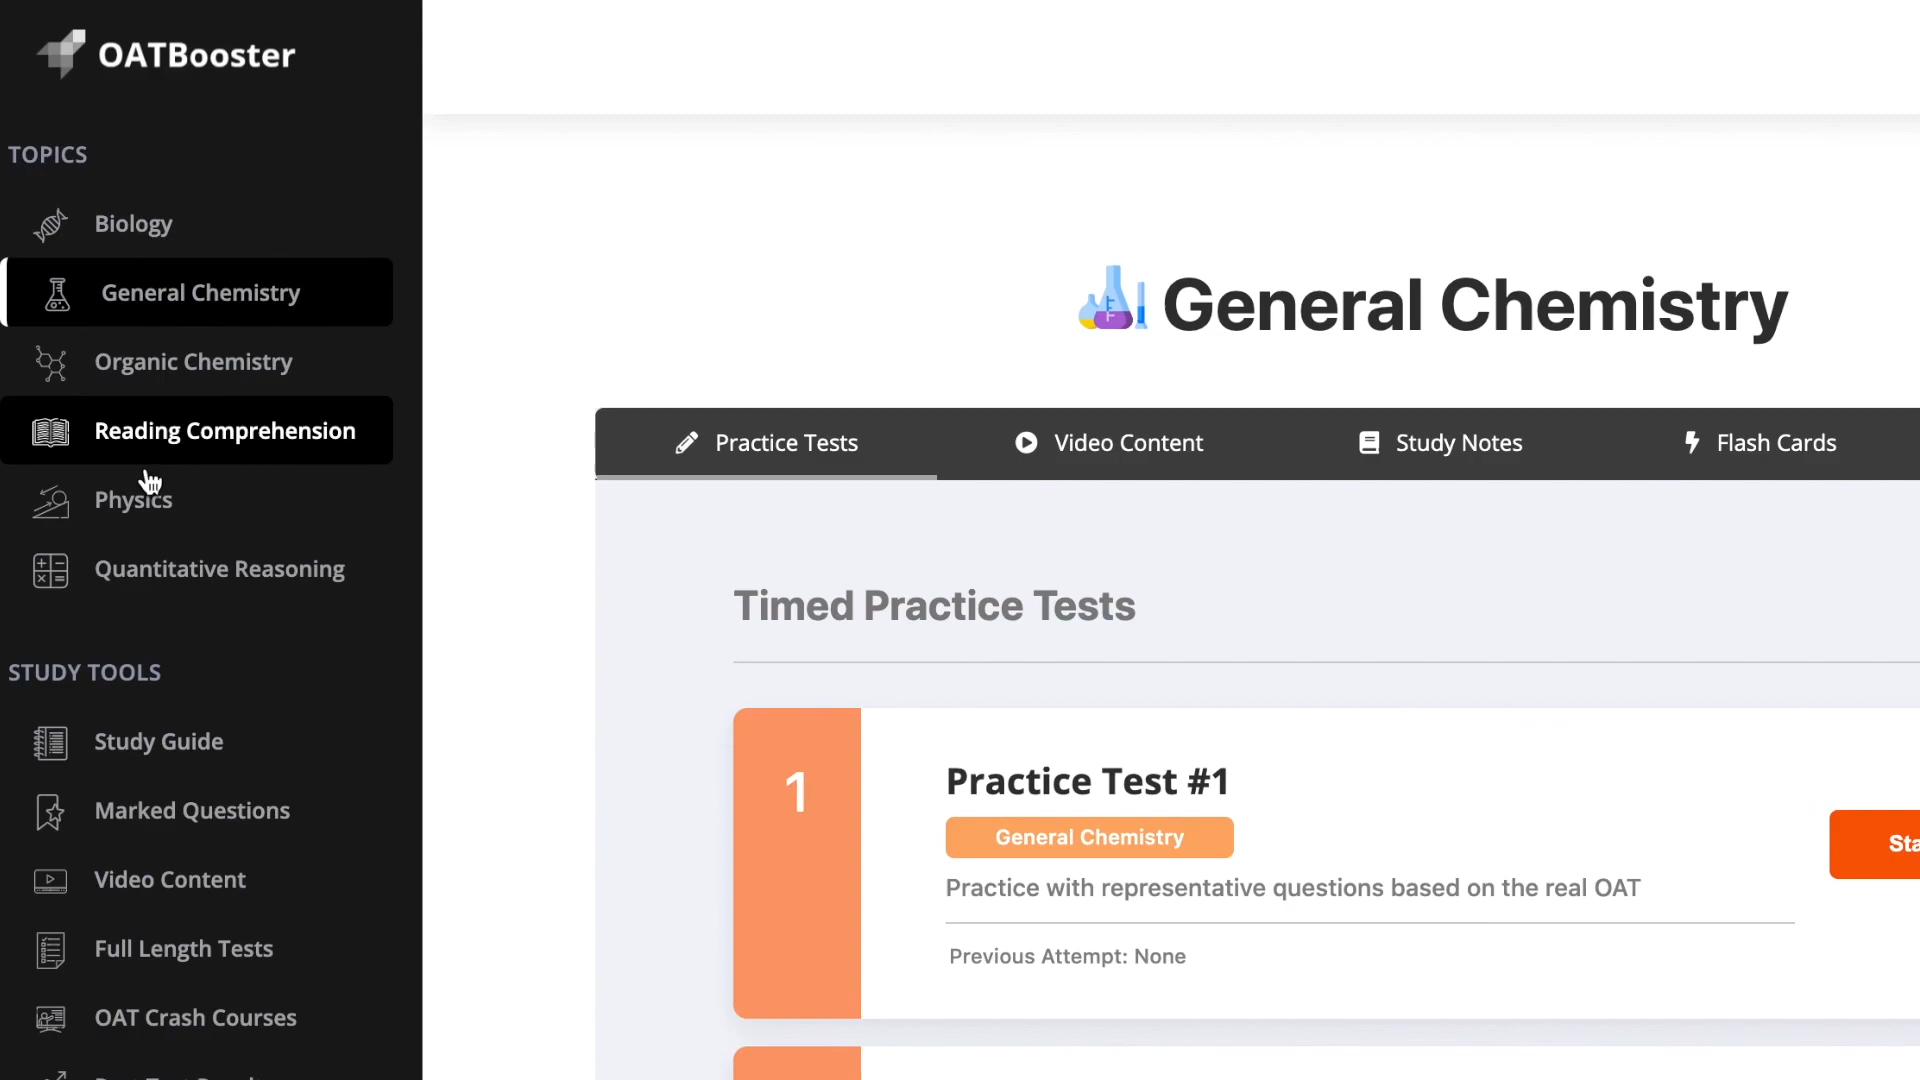 OATBooster
TOPICS
Biology
General Chemistry
Organic Chemistry
Reading Comprehension
Physics
Quantitative Reasoning
STUDY TOOLS
Study Guide
Marked Questions
Video Content
Full Length Tests
OAT Crash Courses
General Chemistry
Practice Tests
Video Content
Study Notes
Flash Cards
Timed Practice Tests
1
Practice Test #1
General Chemistry
Practice with representative questions based on the real OAT
Previous Attempt: None
Sta